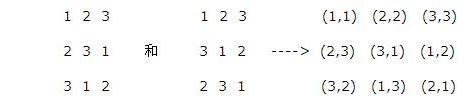 1 2 3 1 2 3 (1,1) (2,2) (3,3)
2 3 1 和 3 1 2 ----> (2,3) (3,1) (1,2)
3 1 2 2 3 1 (3,2) (1,3) (2,1)